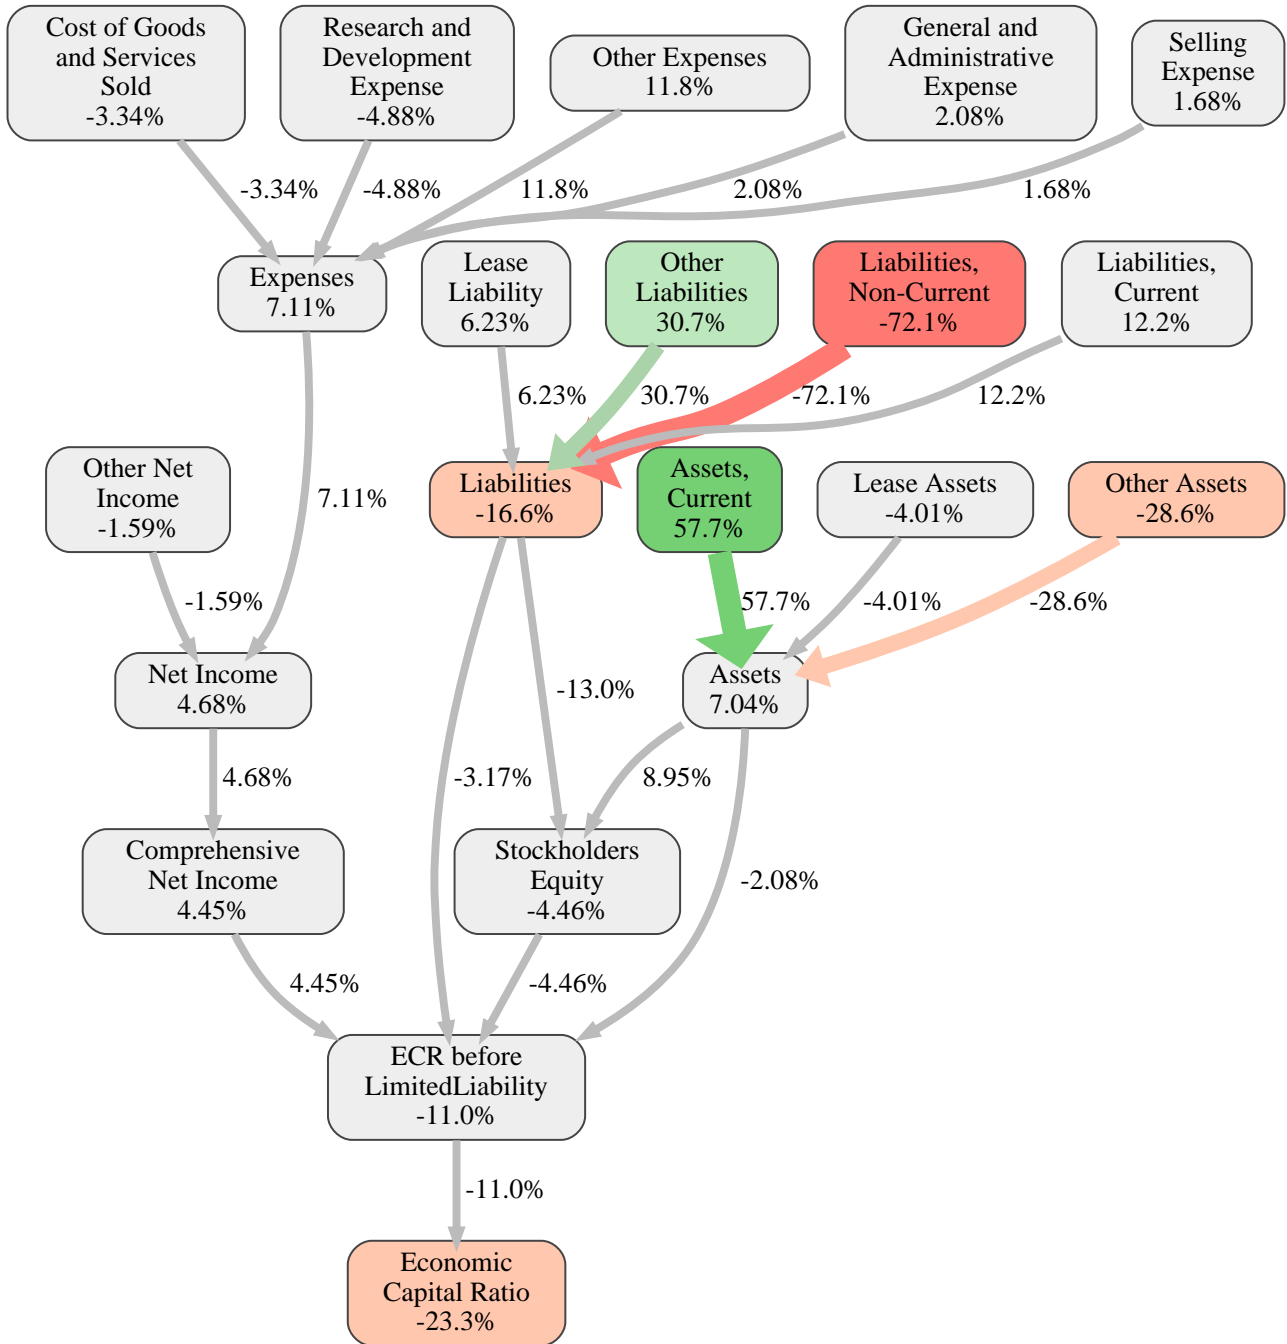 Cost of Goods
and Services
Sold
-3.34%
Research and
Development
Expense
-4.88%
Other Expenses
11.8%
General and
Administrative
Expense
2.08%
Selling
Expense
1.68%
-3.34%
-4.88%
11.8%
2.08%
1.68%
Expenses
7.11%
Lease
Liability
6.23%
Other
Liabilities
30.7%
Liabilities,
Non-Current
-72.1%
Liabilities,
Current
12.2%
6.23%
30.7%
-72.1%
12.2%
Other Net
Income
-1.59%
7.11%
Liabilities
-16.6%
Assets,
Current
57.7%
Lease Assets
-4.01%
Other Assets
-28.6%
-1.59%
57.7%
-4.01%
-28.6%
Net Income
4.68%
-13.0%
Assets
7.04%
4.68%
-3.17%
8.95%
Comprehensive
Net Income
4.45%
Stockholders
Equity
-4.46%
-2.08%
4.45%
-4.46%
ECR before
LimitedLiability
-11.0%
-11.0%
Economic
Capital Ratio
-23.3%